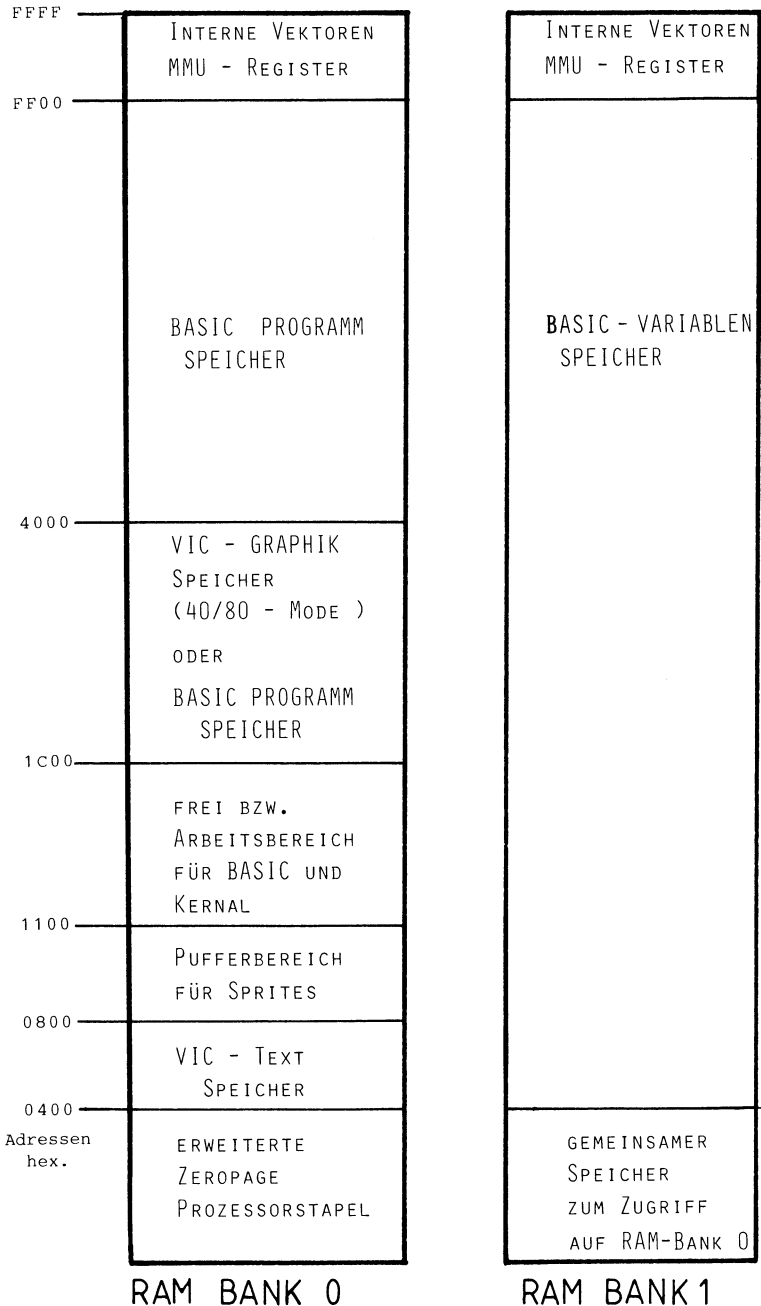 FFFF
INTERNE VEKTOREN
MMU - REGISTER
FF00
BASIC PROGRAMM
SPEICHER
4000
VIC - GRAPHIK
SPEICHER
(40/80 - MODE )
ODER
BASIC PROGRAMM
SPEICHER
1C00
FREI BZW.
ARBEITSBEREICH
FÜR BASIC UND
KERNAL
1100
PUFFERBEREICH
FÜR SPRITES
0800
VIC - TEXT
SPEICHER
0400
Adressen
hex.
ERWEITERTE
ZEROPAGE
PROZESSORSTAPEL
RAM BANK 0
INTERNE VEKTOREN
MMU - REGISTER
BASIC - VARIABLEN
SPEICHER
GEMEINSAMER
SPEICHER
ZUM ZUGRIFF
AUF RAM-BANK 0
RAM BANK 1